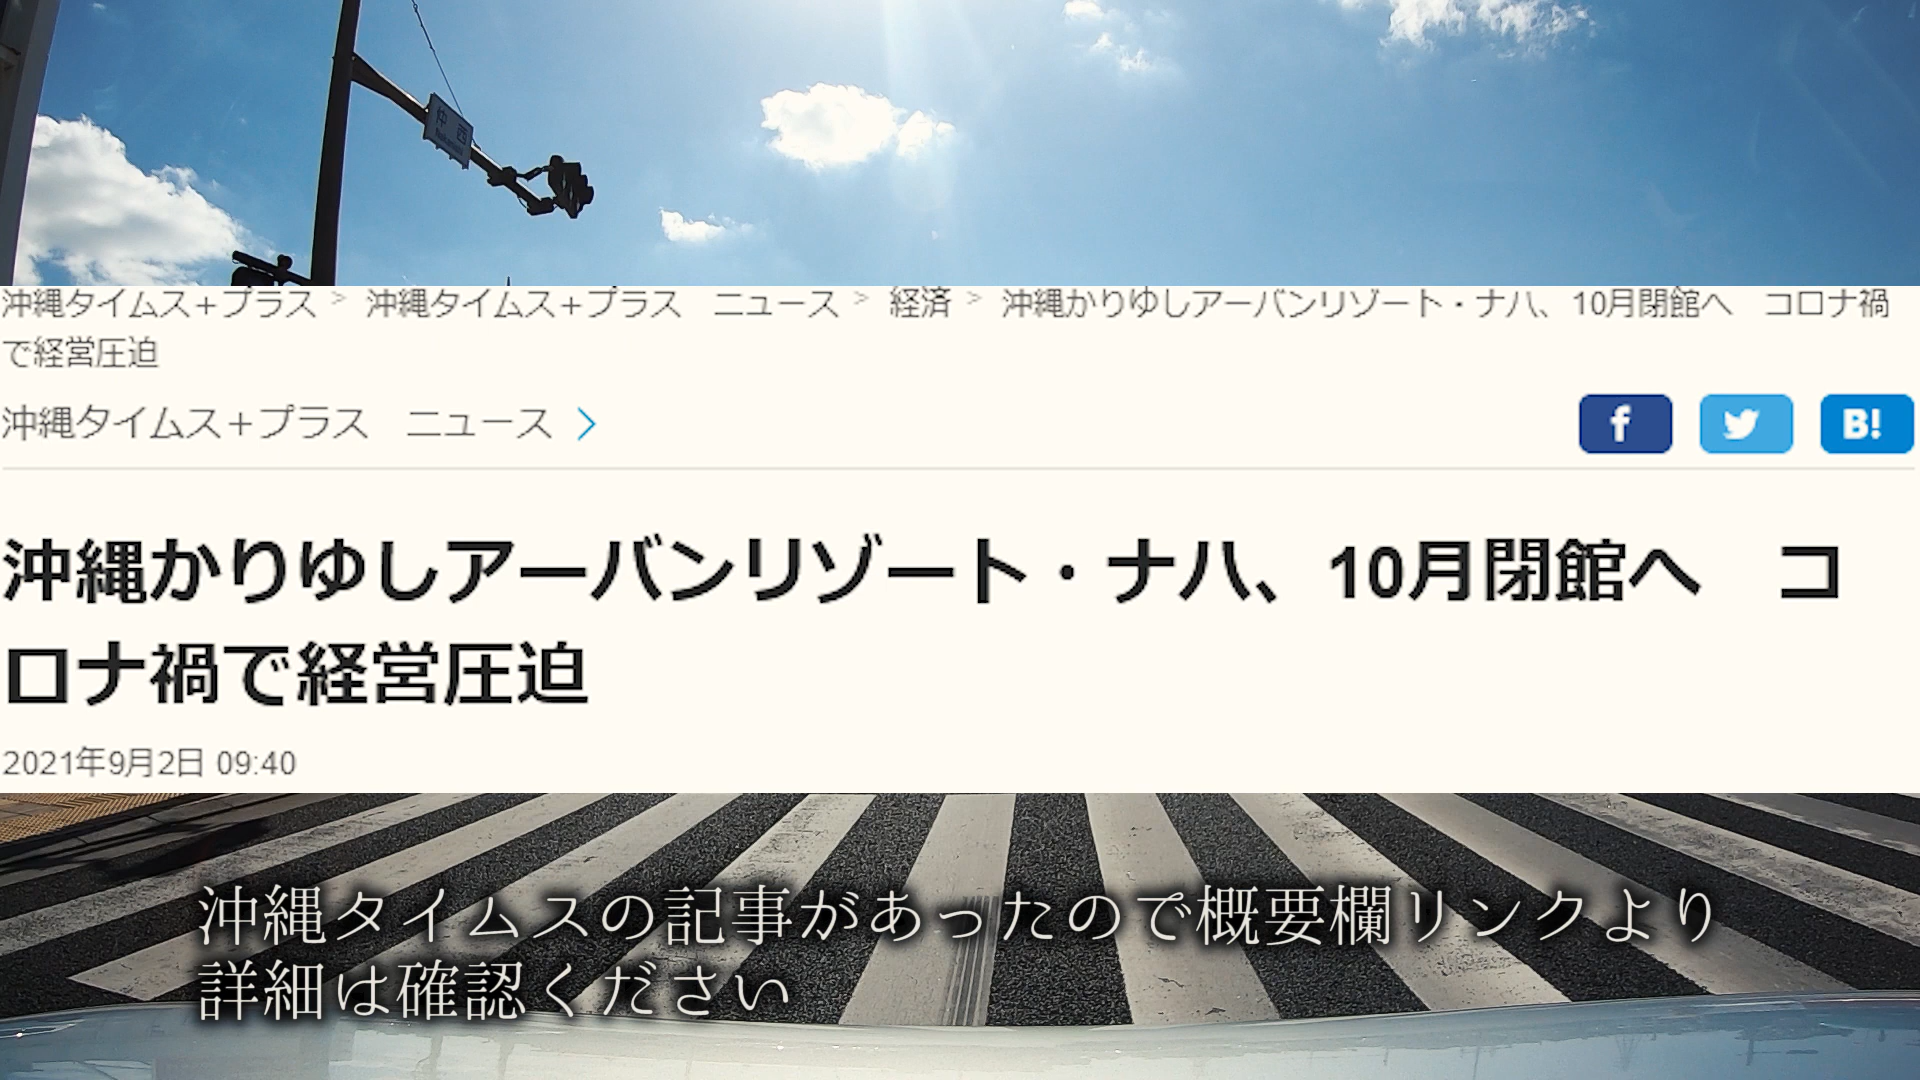 仲西
沖縄タイムス＋プラス > 沖縄タイムス＋プラス　ニュース > 経済 > 沖縄かりゆしアーバンリゾート・ナハ、10月閉館へ　コロナ禍
で経営圧迫
沖縄タイムス＋プラス　ニュース >
f
B!
沖縄かりゆしアーバンリゾート・ナハ、10月閉館へ　コ
ロナ禍で経営圧迫
2021年9月2日 09:40
沖縄タイムスの記事があったので概要欄リンクより
詳細は確認ください